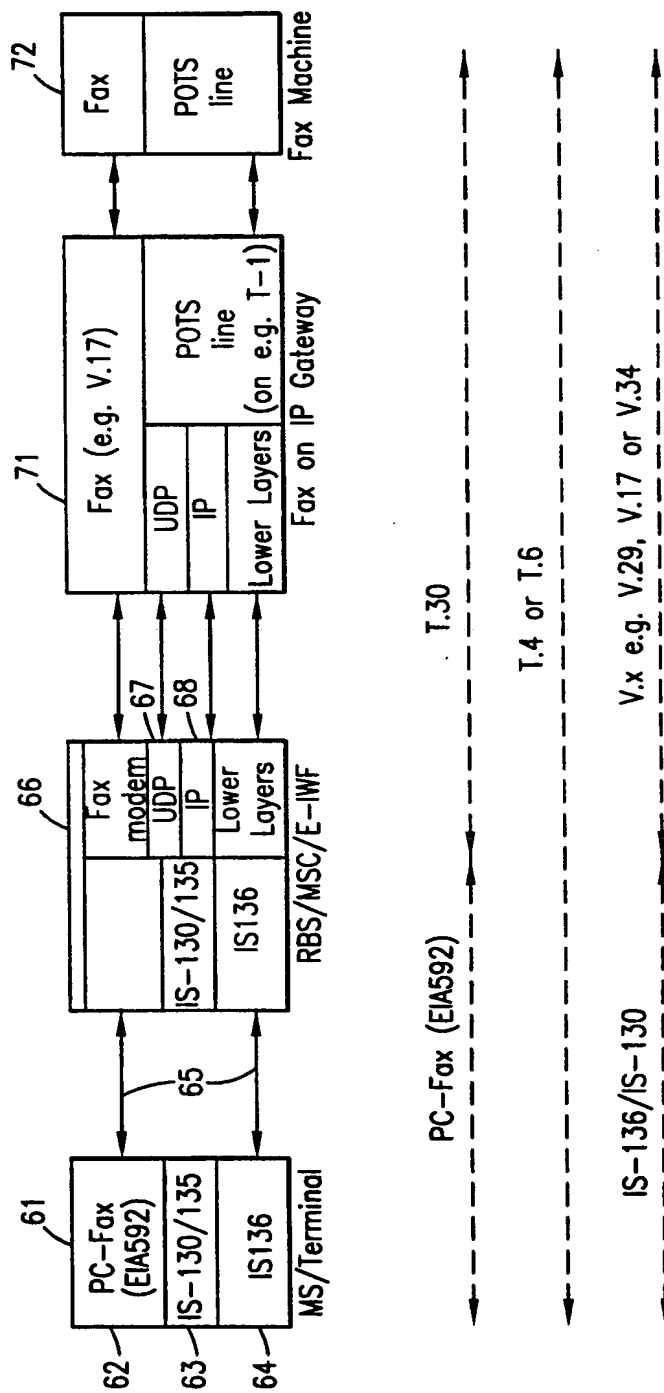 61
62
63
64
PC-Fax
(EIA592)
IS-130/135
IS136
MS/Terminal
65
66
67
68
Fax
modem
IS-130/135
UDP
IP
IS136
Lower
Layers
RBS/MSC/E-IWF
71
Fax (e.g. V.17)
UDP
IP
Lower Layers
POTS
line
(on e.g. T-1)
Fax on IP Gateway
72
Fax
POTS
line
Fax Machine
PC-Fax (EIA592)
T.30
T.4 or T.6
IS-136/IS-130
V.x e.g. V.29, V.17 or V.34